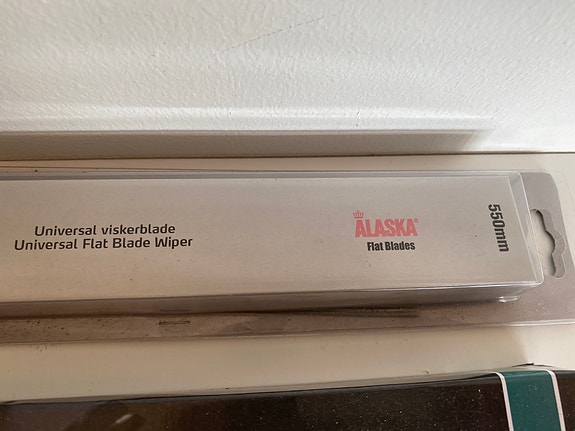 Universal viskerblade
Universal Flat Blade Wiper
ALASKA®
Flat Blades
550mm